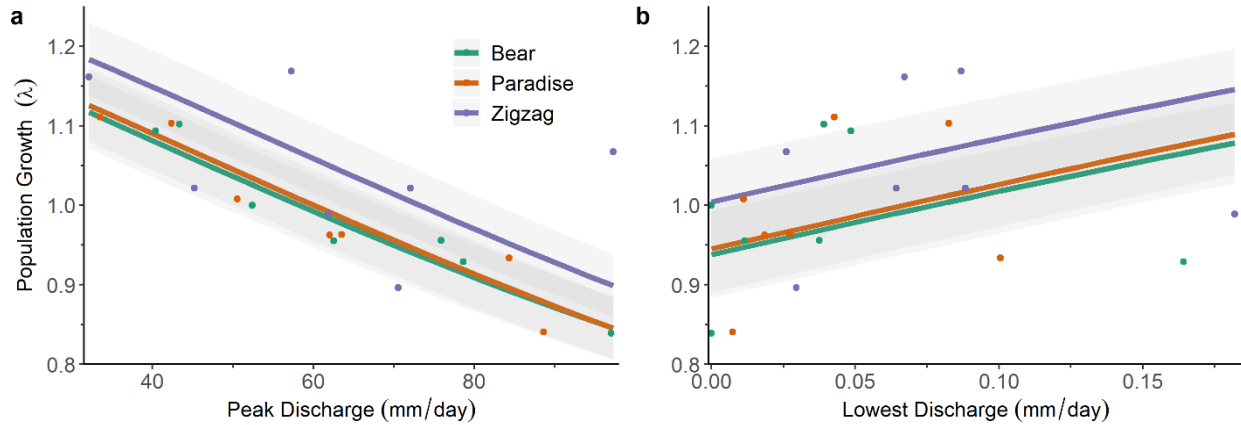 a
Population Growth (λ)
1.2
1.1
1.0
0.9
0.8
40
60
80
Peak Discharge (mm/day)
Bear
Paradise
Zigzag
b
1.2
1.1
1.0
0.9
0.8
0.00
0.05
0.10
0.15
Lowest Discharge (mm/day)